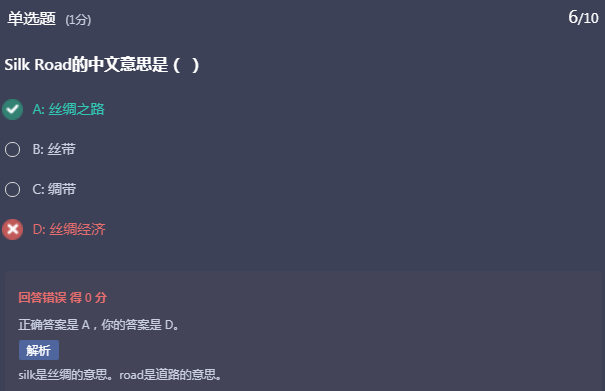 单选题 (1分) 6/10
Silk Road的中文意思是（ ）
A: 丝绸之路
B: 丝带
C: 绸带
D: 丝绸经济
回答错误 得 0 分
正确答案是 A，你的答案是 D。
解析
silk是丝绸的意思。road是道路的意思。